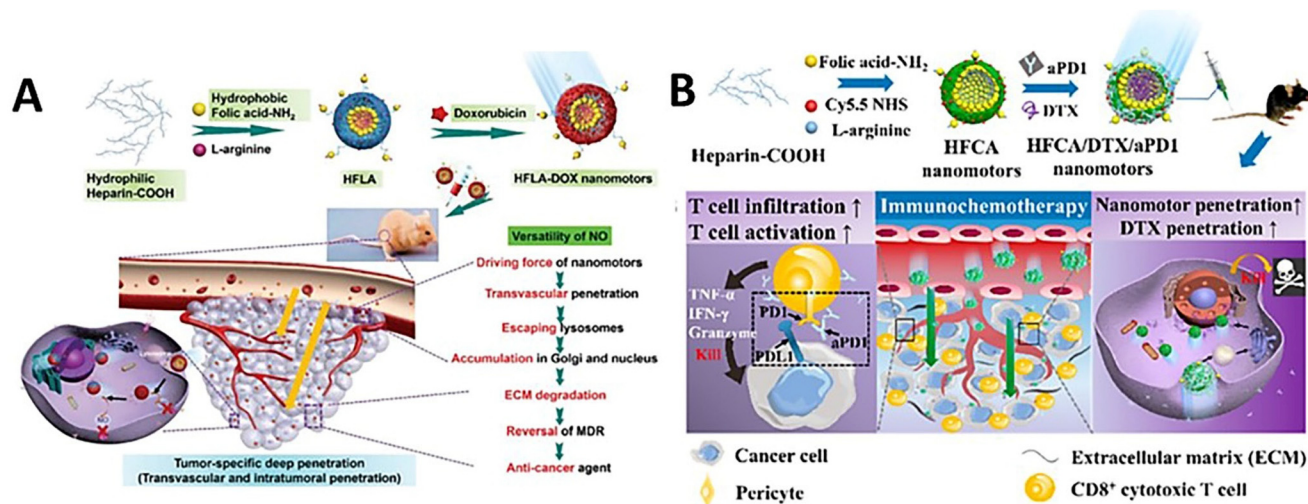 A
Hydrophobic
Folic acid-NH2
L-arginine
Hydrophilic
Heparin-COOH
HFLA
Doxorubicin
HFLA-DOX nanomotors
Versatility of NO
Driving force of nanomotors
Transvascular penetration
Escaping lysosomes
Accumulation in Golgi and nucleus
ECM degradation
Reversal of MDR
Anti-cancer agent
Tumor-specific deep penetration
(Transvascular and intratumoral penetration)
B
Folic acid-NH2
Cy5.5 NHS
L-arginine
Heparin-COOH
HFCA
nanomotors
aPD1
DTX
HFCA/DTX/aPD1
nanomotors
T cell infiltration ↑
T cell activation ↑
TNF-α
IFN-γ
Granzyme
Kill
PD1
aPD1
PDL1
Immunochemotherapy
Nanomotor penetration↑
DTX penetration ↑
Kill
Cancer cell
Pericyte
Extracellular matrix (ECM)
CD8+ cytotoxic T cell